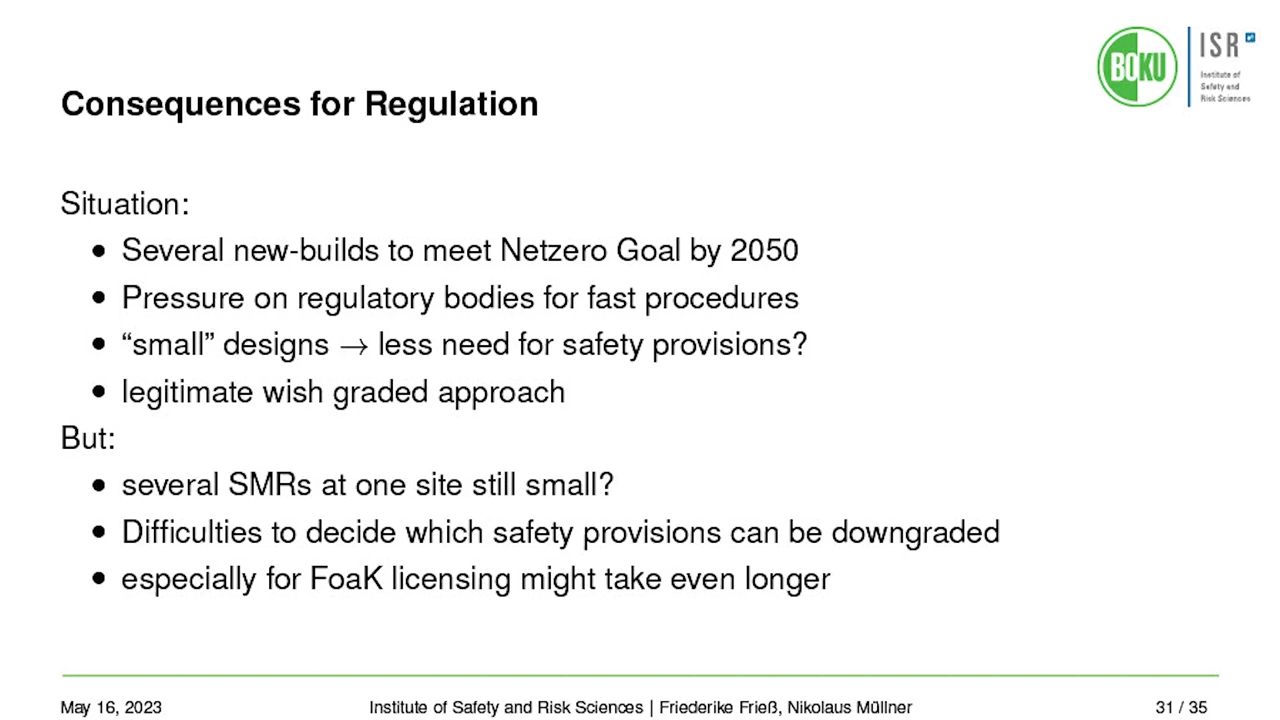 BOKU
ISR
Institute of
Safety and
Risk Sciences
Consequences for Regulation
Situation:
• Several new-builds to meet Netzero Goal by 2050
• Pressure on regulatory bodies for fast procedures
• “small” designs → less need for safety provisions?
• legitimate wish graded approach
But:
• several SMRs at one site still small?
• Difficulties to decide which safety provisions can be downgraded
• especially for FoaK licensing might take even longer
May 16, 2023
Institute of Safety and Risk Sciences | Friederike Frieß, Nikolaus Müllner
31 / 35